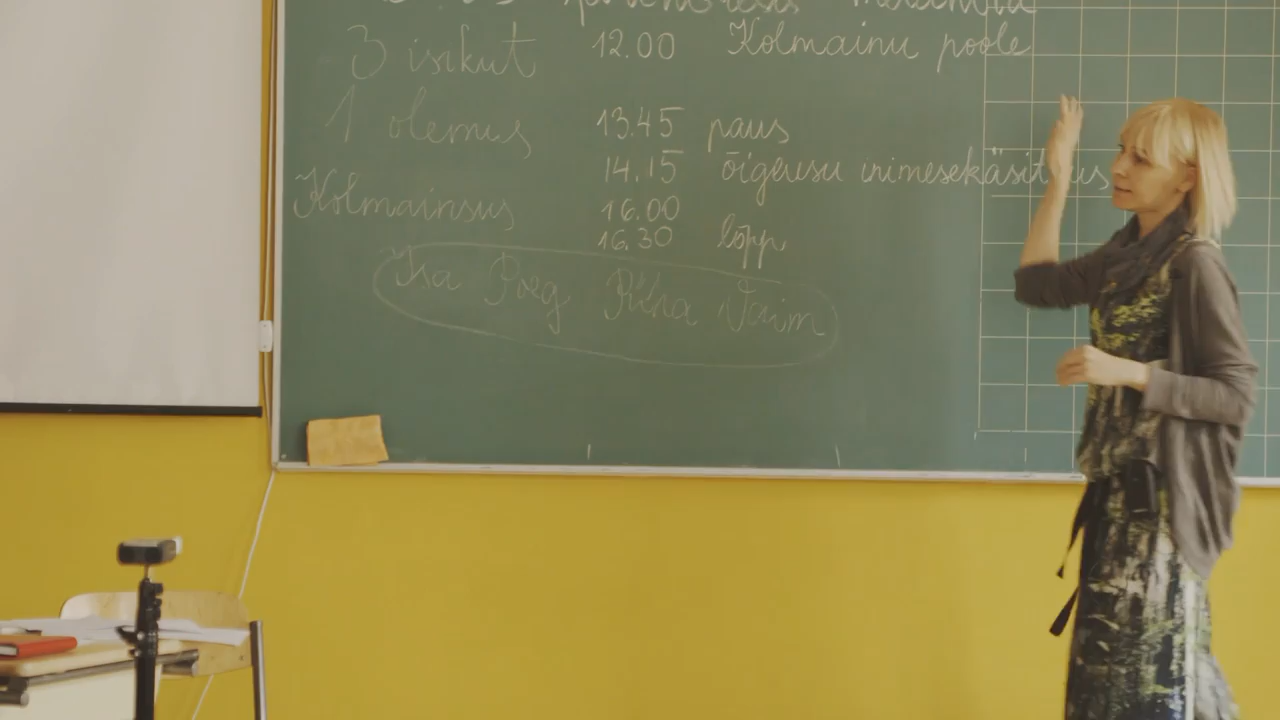 3 isikut 12.00 Kolmainu poole
1 olemus 13.45 paus
14.15 õigeusu inimesekäsitlus
Kolmainsus 16.00
16.30 lõpp
Isa Poeg Püha Vaim